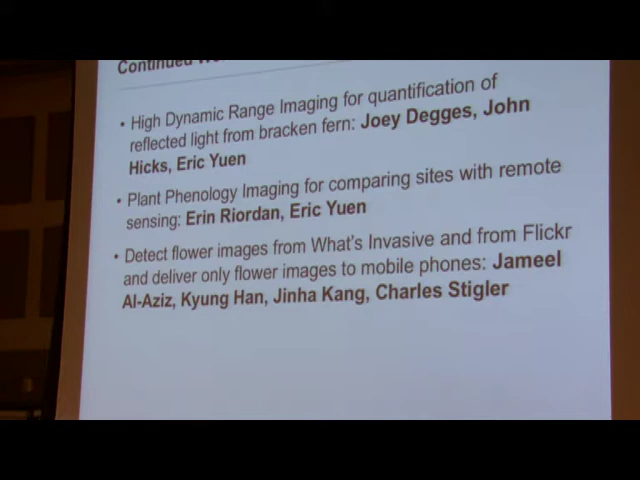 Continued
• High Dynamic Range Imaging for quantification of
reflected light from bracken fern: Joey Degges, John
Hicks, Eric Yuen
• Plant Phenology Imaging for comparing sites with remote
sensing: Erin Riordan, Eric Yuen
• Detect flower images from What's Invasive and from Flickr
and deliver only flower images to mobile phones: Jameel
Al-Aziz, Kyung Han, Jinha Kang, Charles Stigler